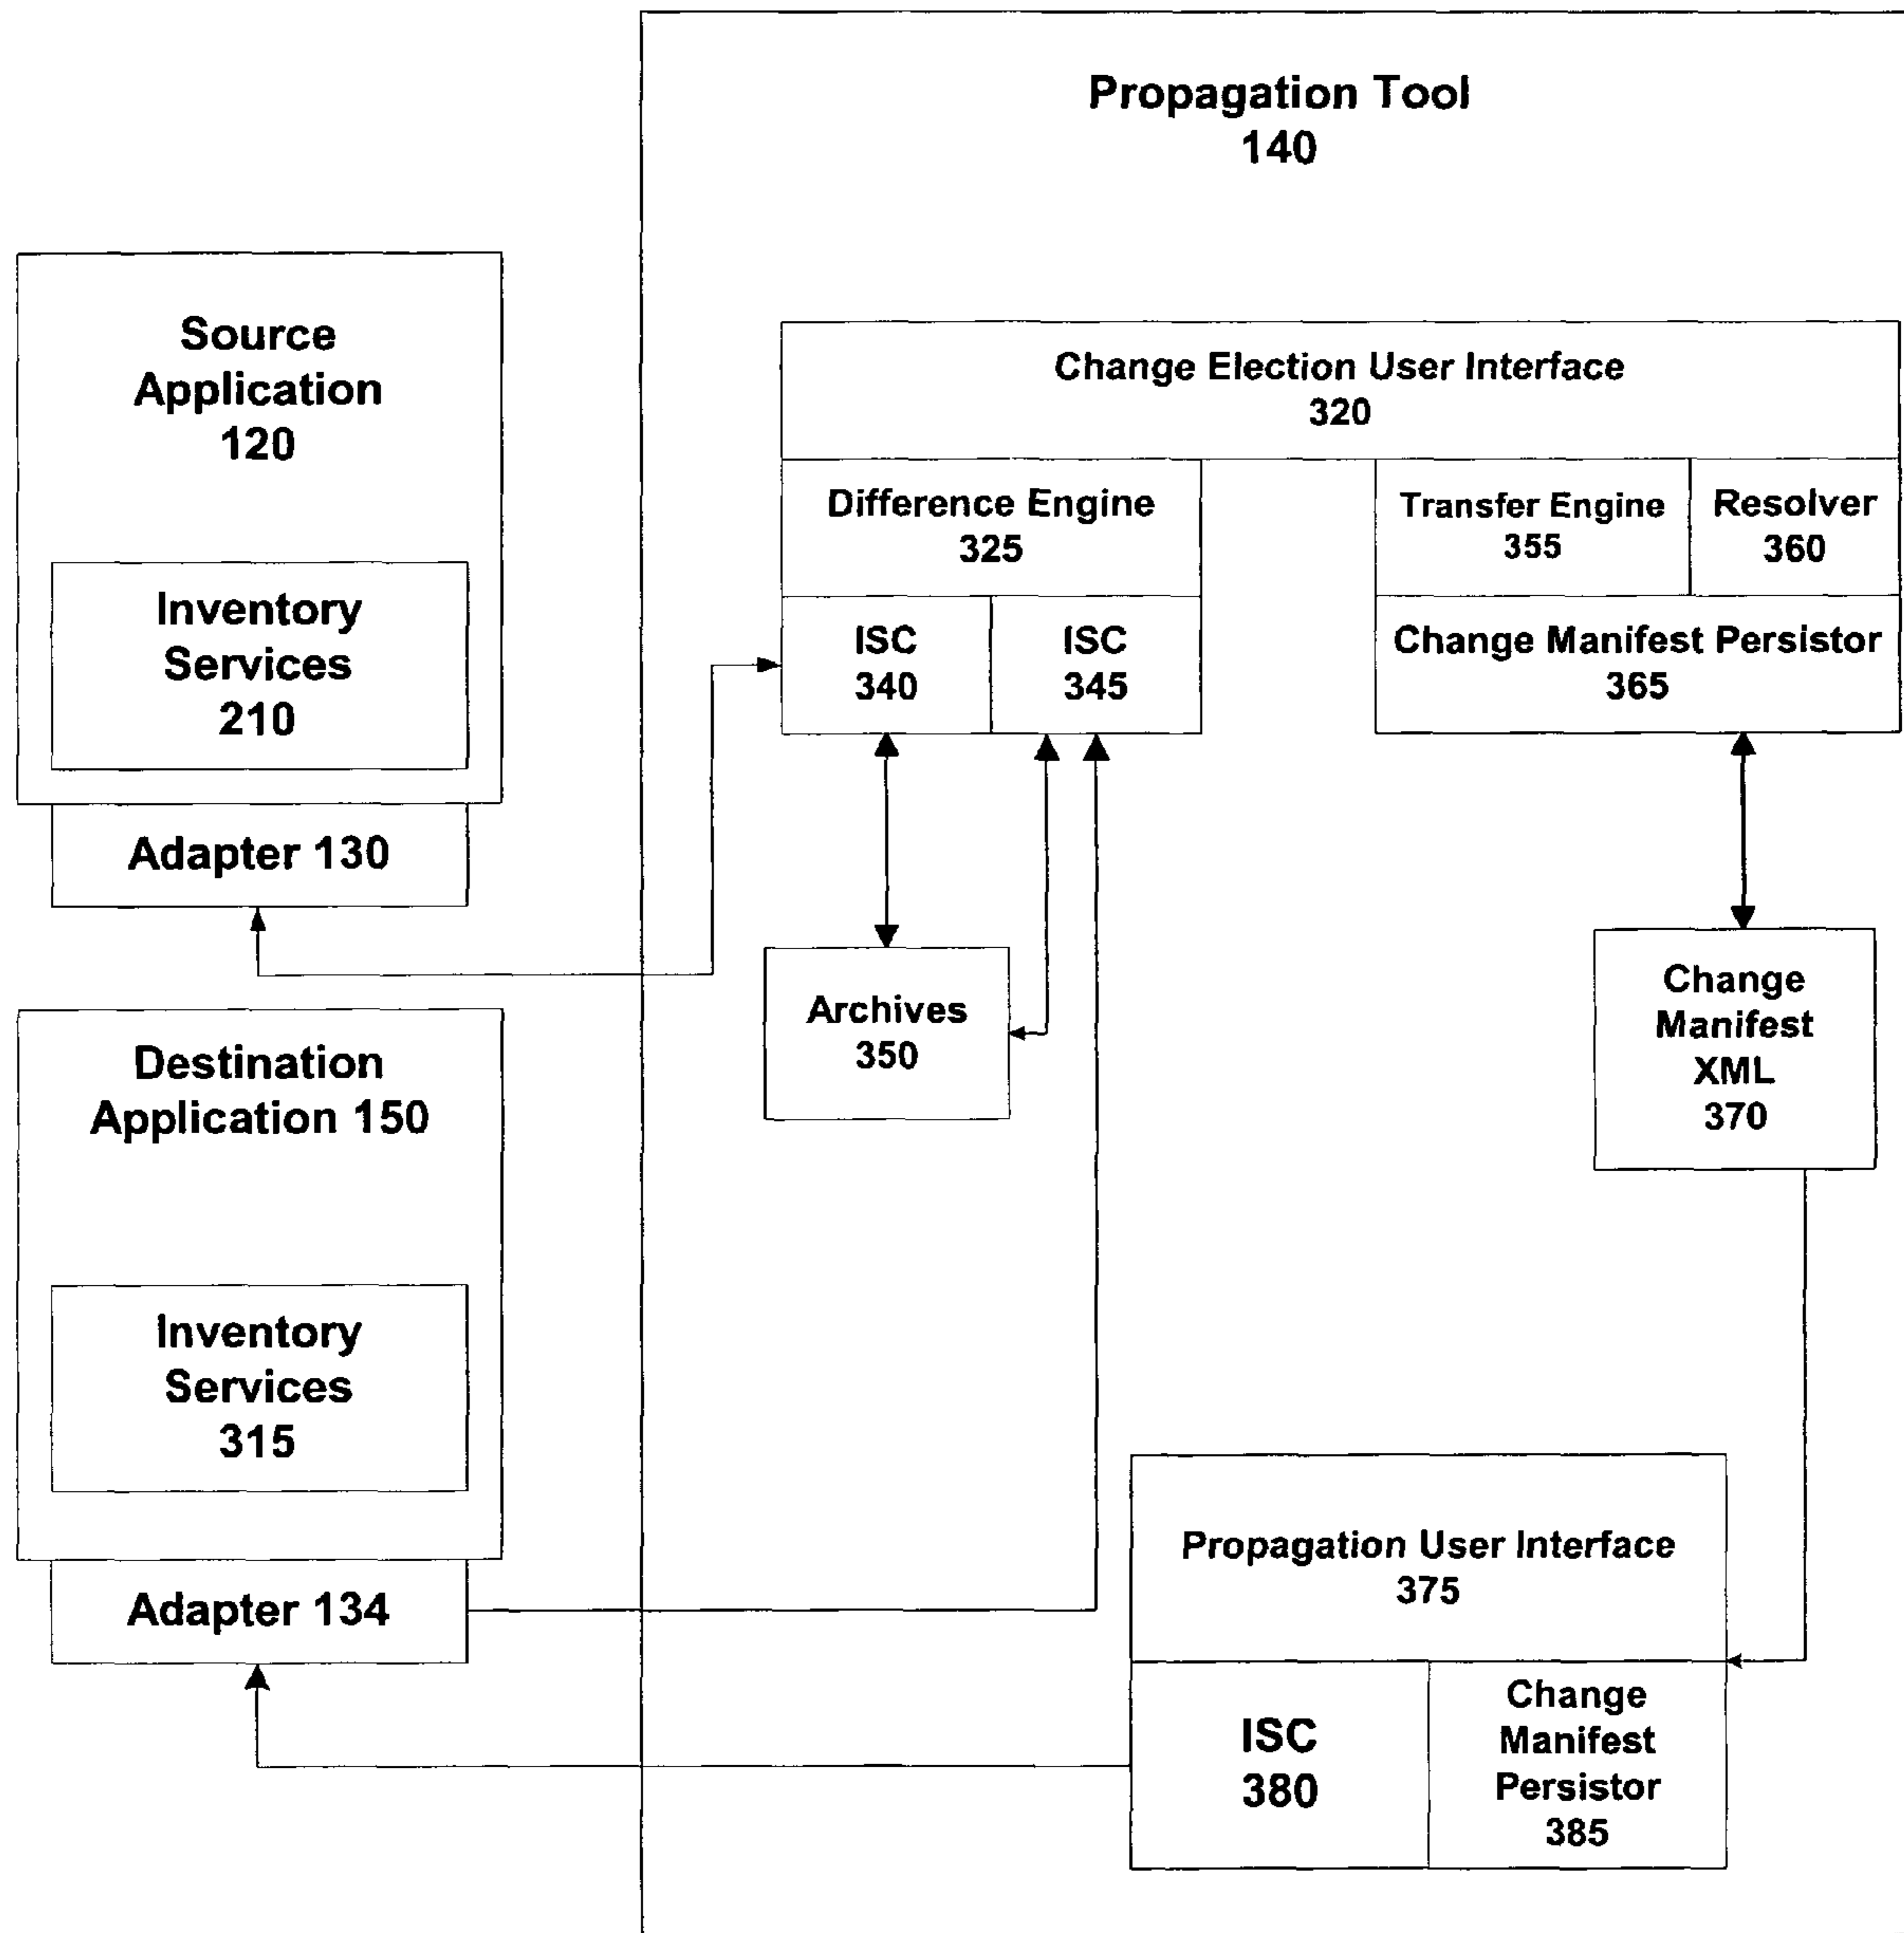 Propagation Tool
140
Source
Application
120
Inventory
Services
210
Adapter 130
Change Election User Interface
320
Difference Engine
325
Transfer Engine
355
Resolver
360
ISC
340
ISC
345
Change Manifest Persistor
365
Archives
350
Change
Manifest
XML
370
Destination
Application 150
Inventory
Services
315
Adapter 134
Propagation User Interface
375
ISC
380
Change
Manifest
Persistor
385